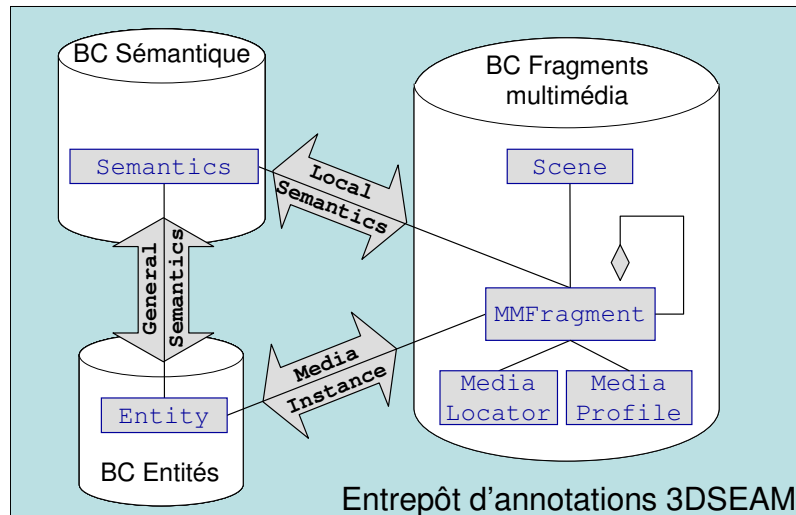 BC Sémantique
Semantics
BC Fragments
multimédia
Scene
Local
Semantics
General
Semantics
MMFragment
Media
Locator
Media
Profile
Media
Instance
Entity
BC Entités
Entrepôt d'annotations 3DSEAM